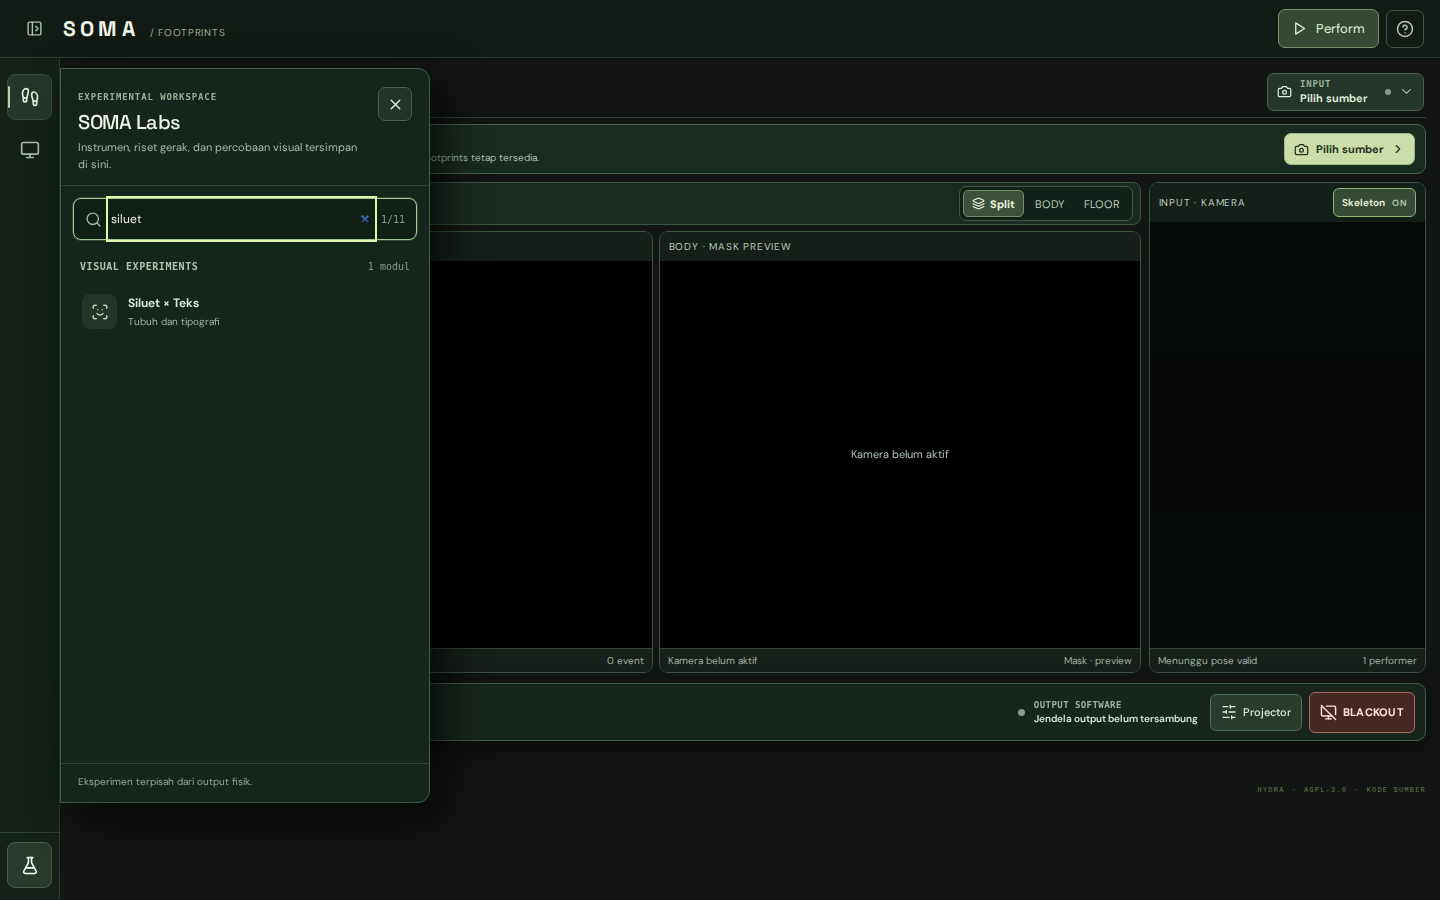 SOMA / FOOTPRINTS
Perform
EXPERIMENTAL WORKSPACE
SOMA Labs
Instrumen, riset gerak, dan percobaan visual tersimpan
di sini.
siluet 1/11
VISUAL EXPERIMENTS 1 modul
Siluet × Teks
Tubuh dan tipografi
Eksperimen terpisah dari output fisik.
INPUT
Pilih sumber
tetap tersedia.
Pilih sumber
Split BODY FLOOR
BODY · MASK PREVIEW
Kamera belum aktif
0 event
Kamera belum aktif Mask · preview
INPUT · KAMERA
Skeleton ON
Menunggu pose valid 1 performer
OUTPUT SOFTWARE
Jendela output belum tersambung
Projector
BLACKOUT
HYDRA · AGPL-3.0 · KODE SUMBER